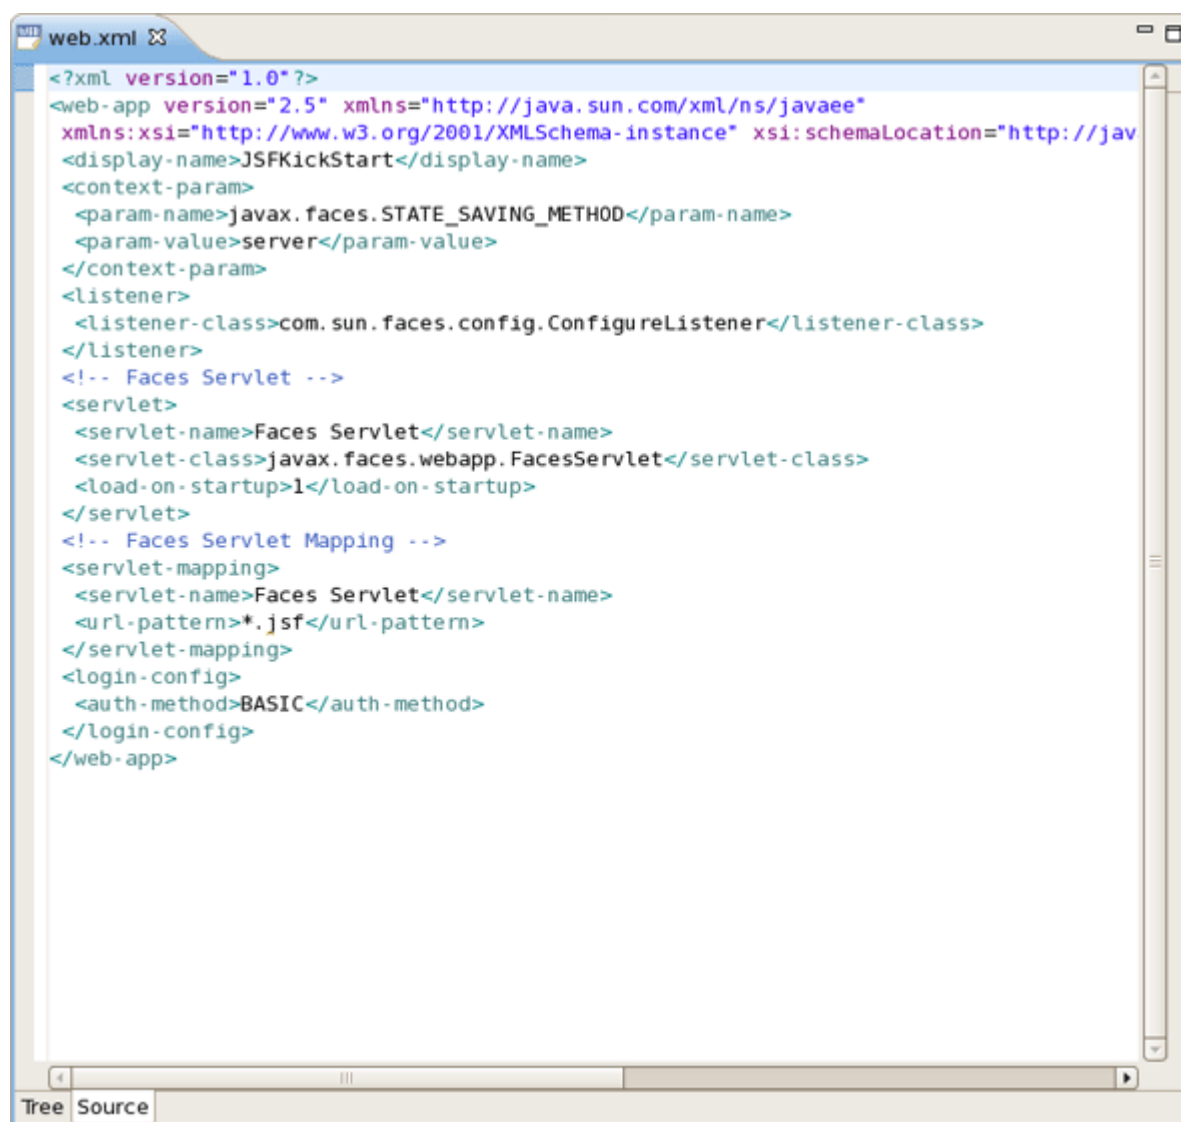 web.xml
<?xml version="1.0"?>
<web-app version="2.5" xmlns="http://java.sun.com/xml/ns/javaee"
xmlns:xsi="http://www.w3.org/2001/XMLSchema-instance" xsi:schemaLocation="http://jav
<display-name>JSFKickStart</display-name>
<context-param>
<param-name>javax.faces.STATE_SAVING_METHOD</param-name>
<param-value>server</param-value>
</context-param>
<listener>
<listener-class>com.sun.faces.config.ConfigureListener</listener-class>
</listener>
<!-- Faces Servlet -->
<servlet>
<servlet-name>Faces Servlet</servlet-name>
<servlet-class>javax.faces.webapp.FacesServlet</servlet-class>
<load-on-startup>1</load-on-startup>
</servlet>
<!-- Faces Servlet Mapping -->
<servlet-mapping>
<servlet-name>Faces Servlet</servlet-name>
<url-pattern>*.jsf</url-pattern>
</servlet-mapping>
<login-config>
<auth-method>BASIC</auth-method>
</login-config>
</web-app>
Tree Source